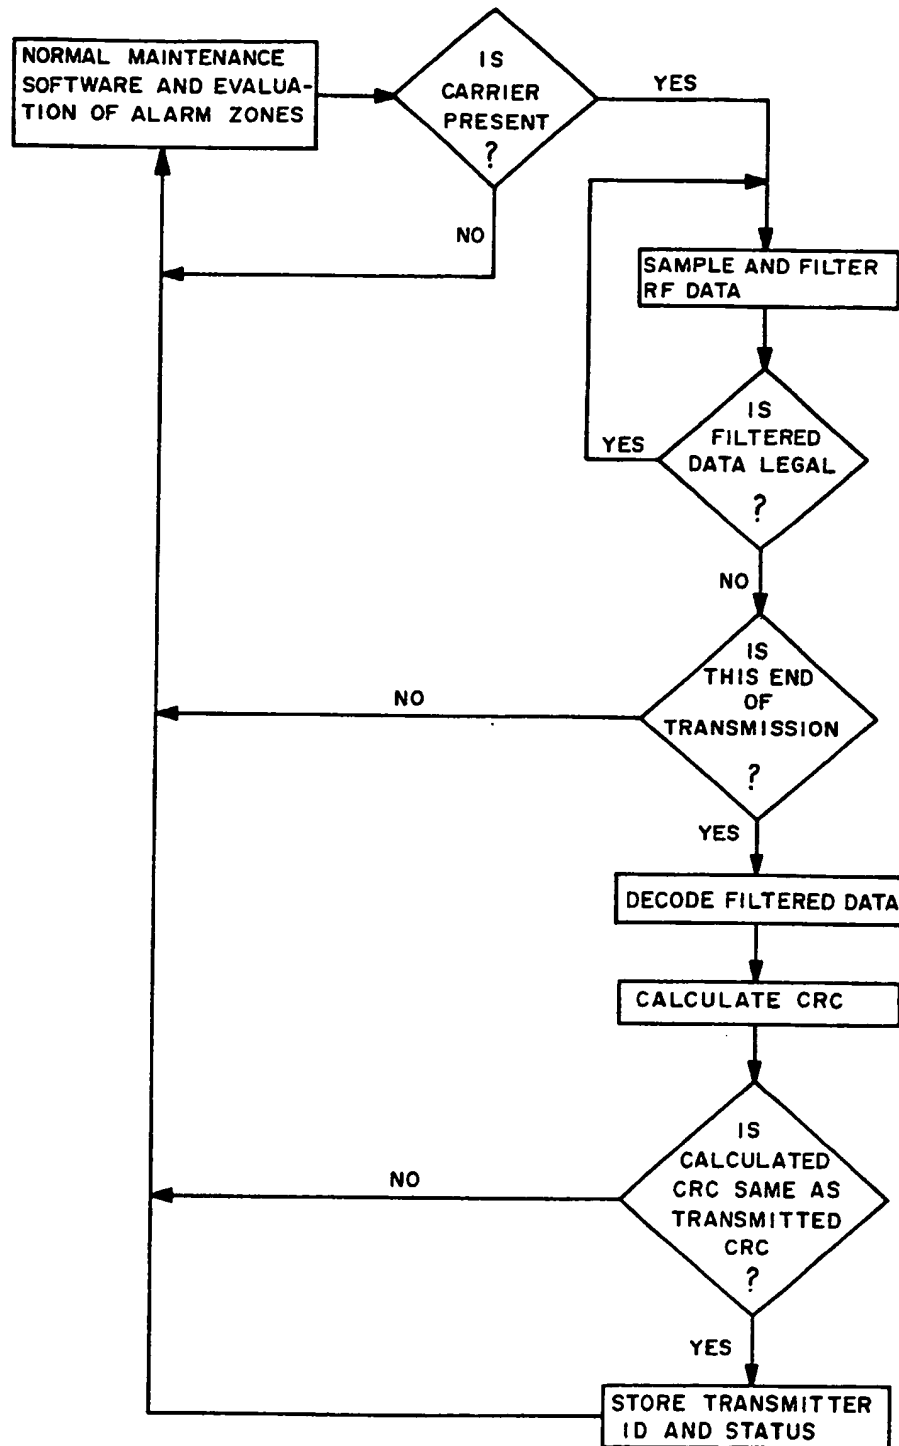 NORMAL MAINTENANCE
SOFTWARE AND EVALUA-
TION OF ALARM ZONES
IS
CARRIER
PRESENT
?
YES
NO
SAMPLE AND FILTER
RF DATA
IS
FILTERED
DATA LEGAL
?
YES
NO
IS
THIS END
OF
TRANSMISSION
?
NO
YES
DECODE FILTERED DATA
CALCULATE CRC
IS
CALCULATED
CRC SAME AS
TRANSMITTED
CRC
?
NO
YES
STORE TRANSMITTER
ID AND STATUS